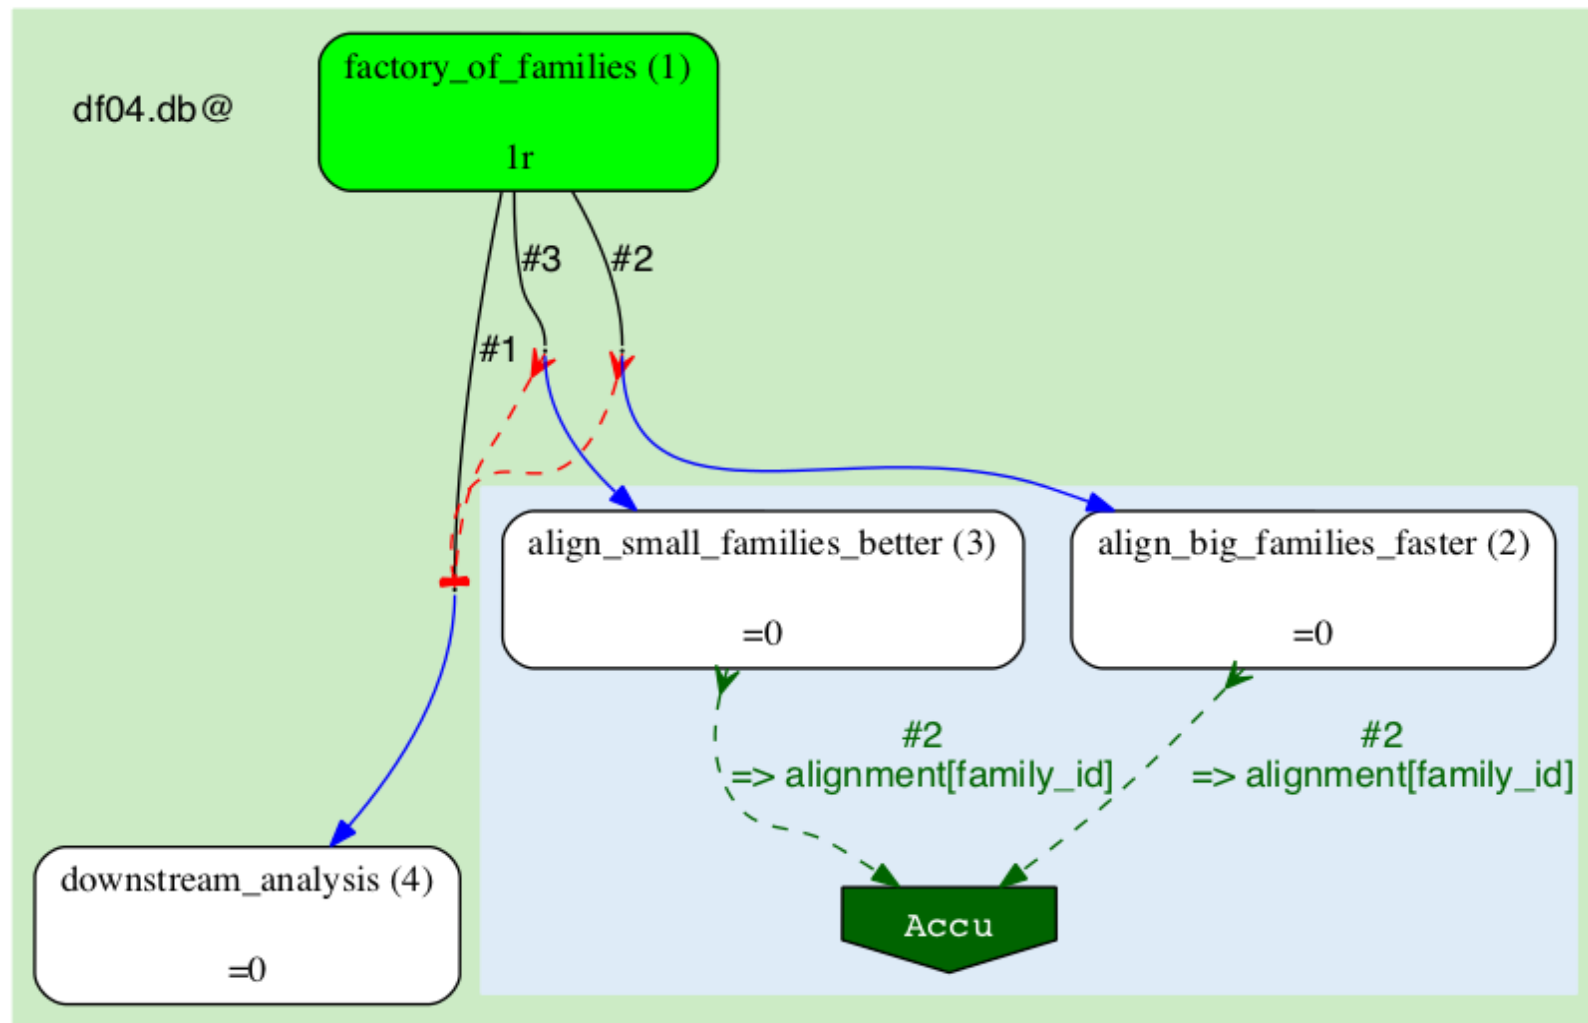 factory_of_families (1)
df04.db@
1r
#3
#2
#1
align_small_families_better (3)
=0
align_big_families_faster (2)
=0
#2
=> alignment[family_id]
#2
=> alignment[family_id]
downstream_analysis (4)
=0
Accu